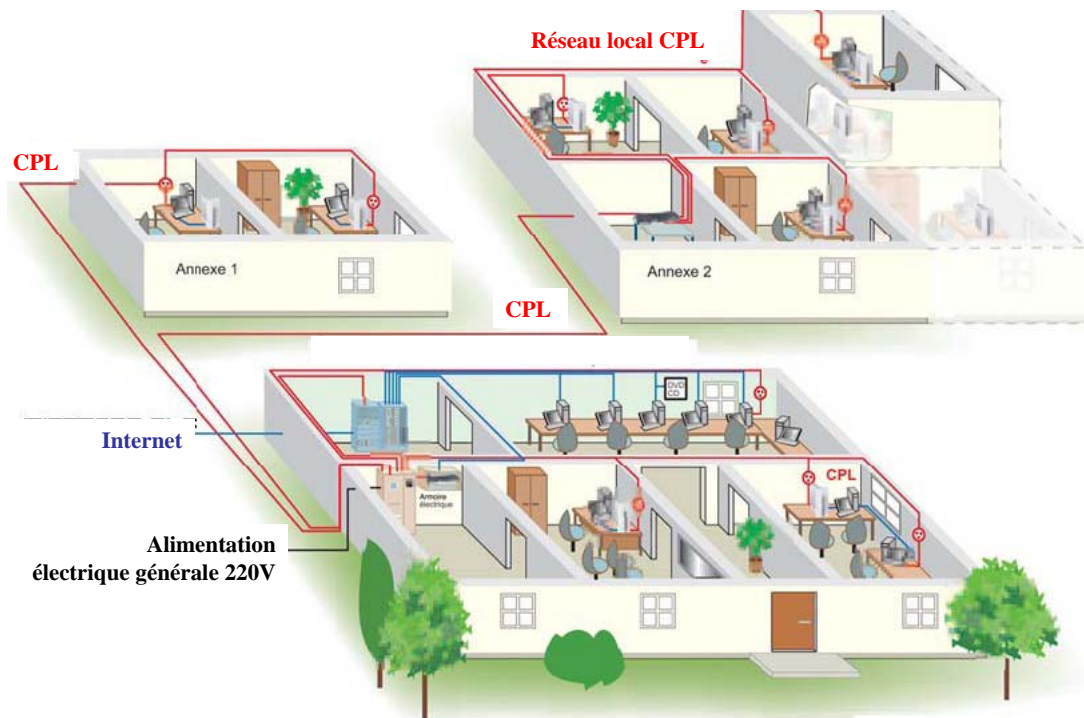 Réseau local CPL
CPL
Annexe 1
Annexe 2
CPL
DVD
CD
Internet
CPL
Armoire
électrique
Alimentation
électrique générale 220V